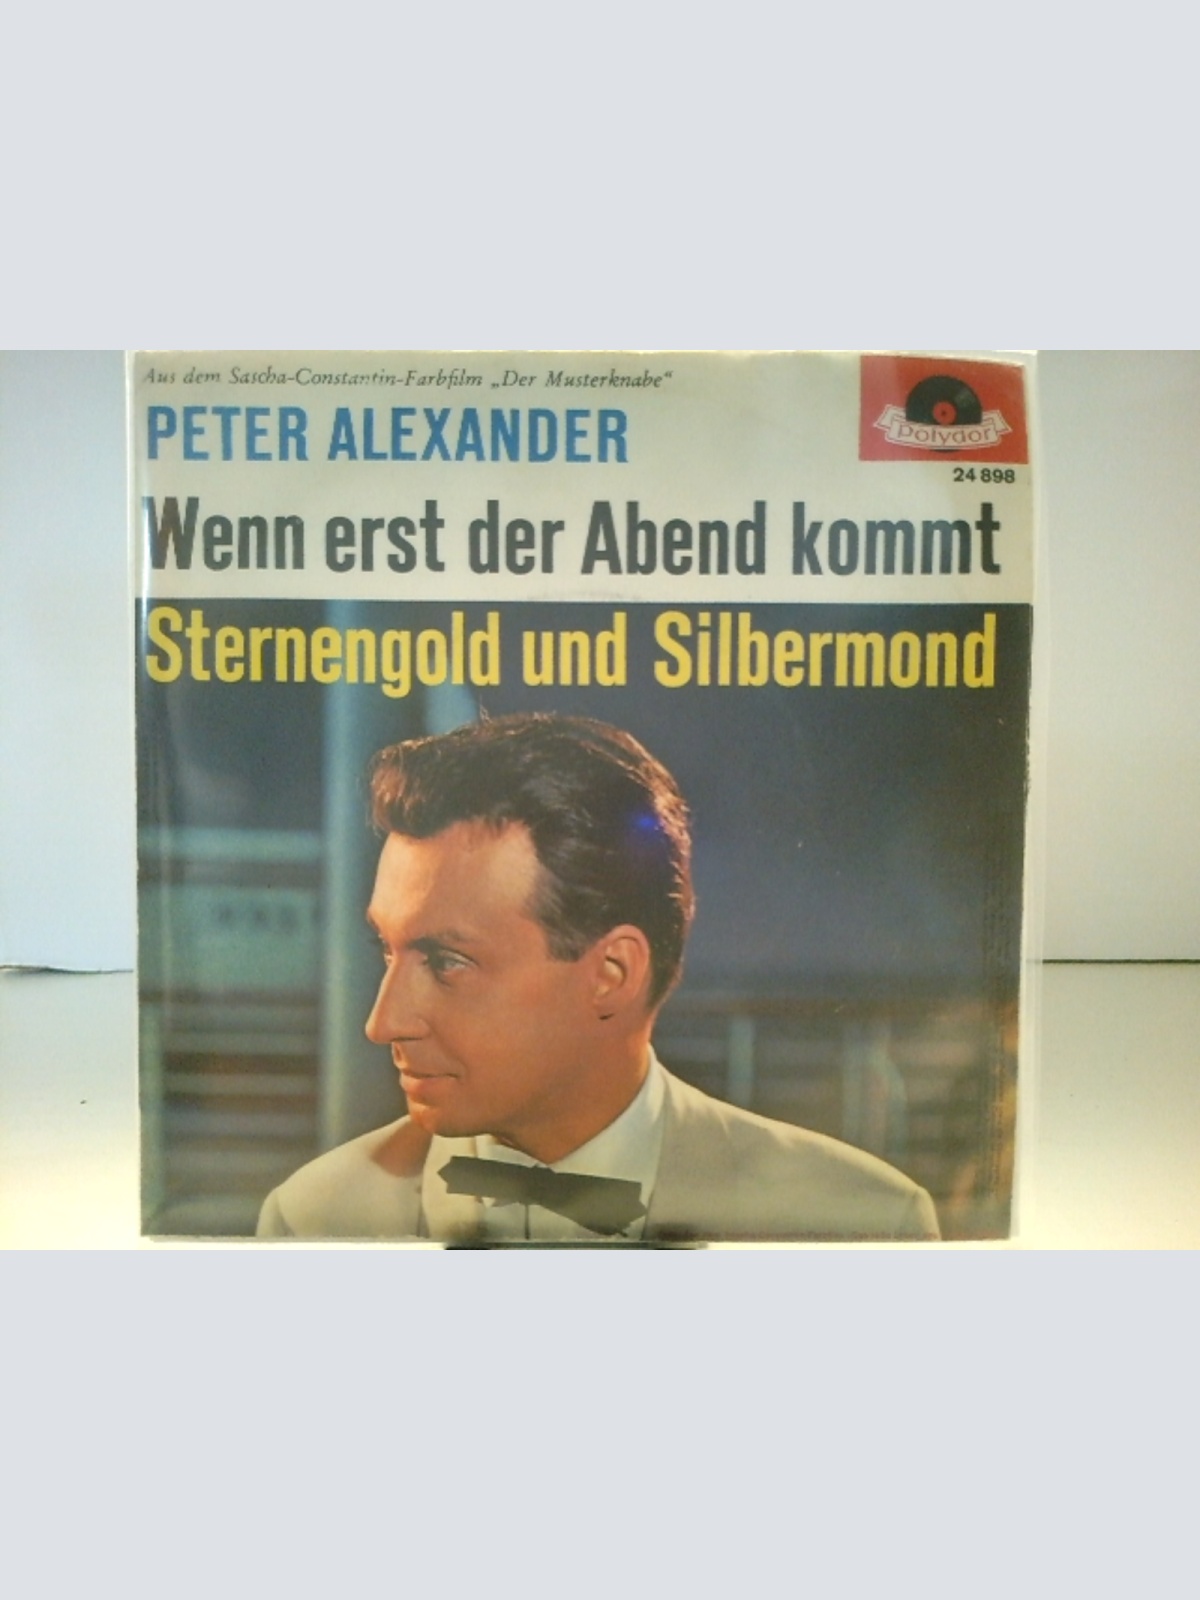 Aus dem Sascha-Constantin-Farbfilm „Der Musterknabe“
PETER ALEXANDER
polydor
24 898
Wenn erst der Abend kommt
Sternengold und Silbermond